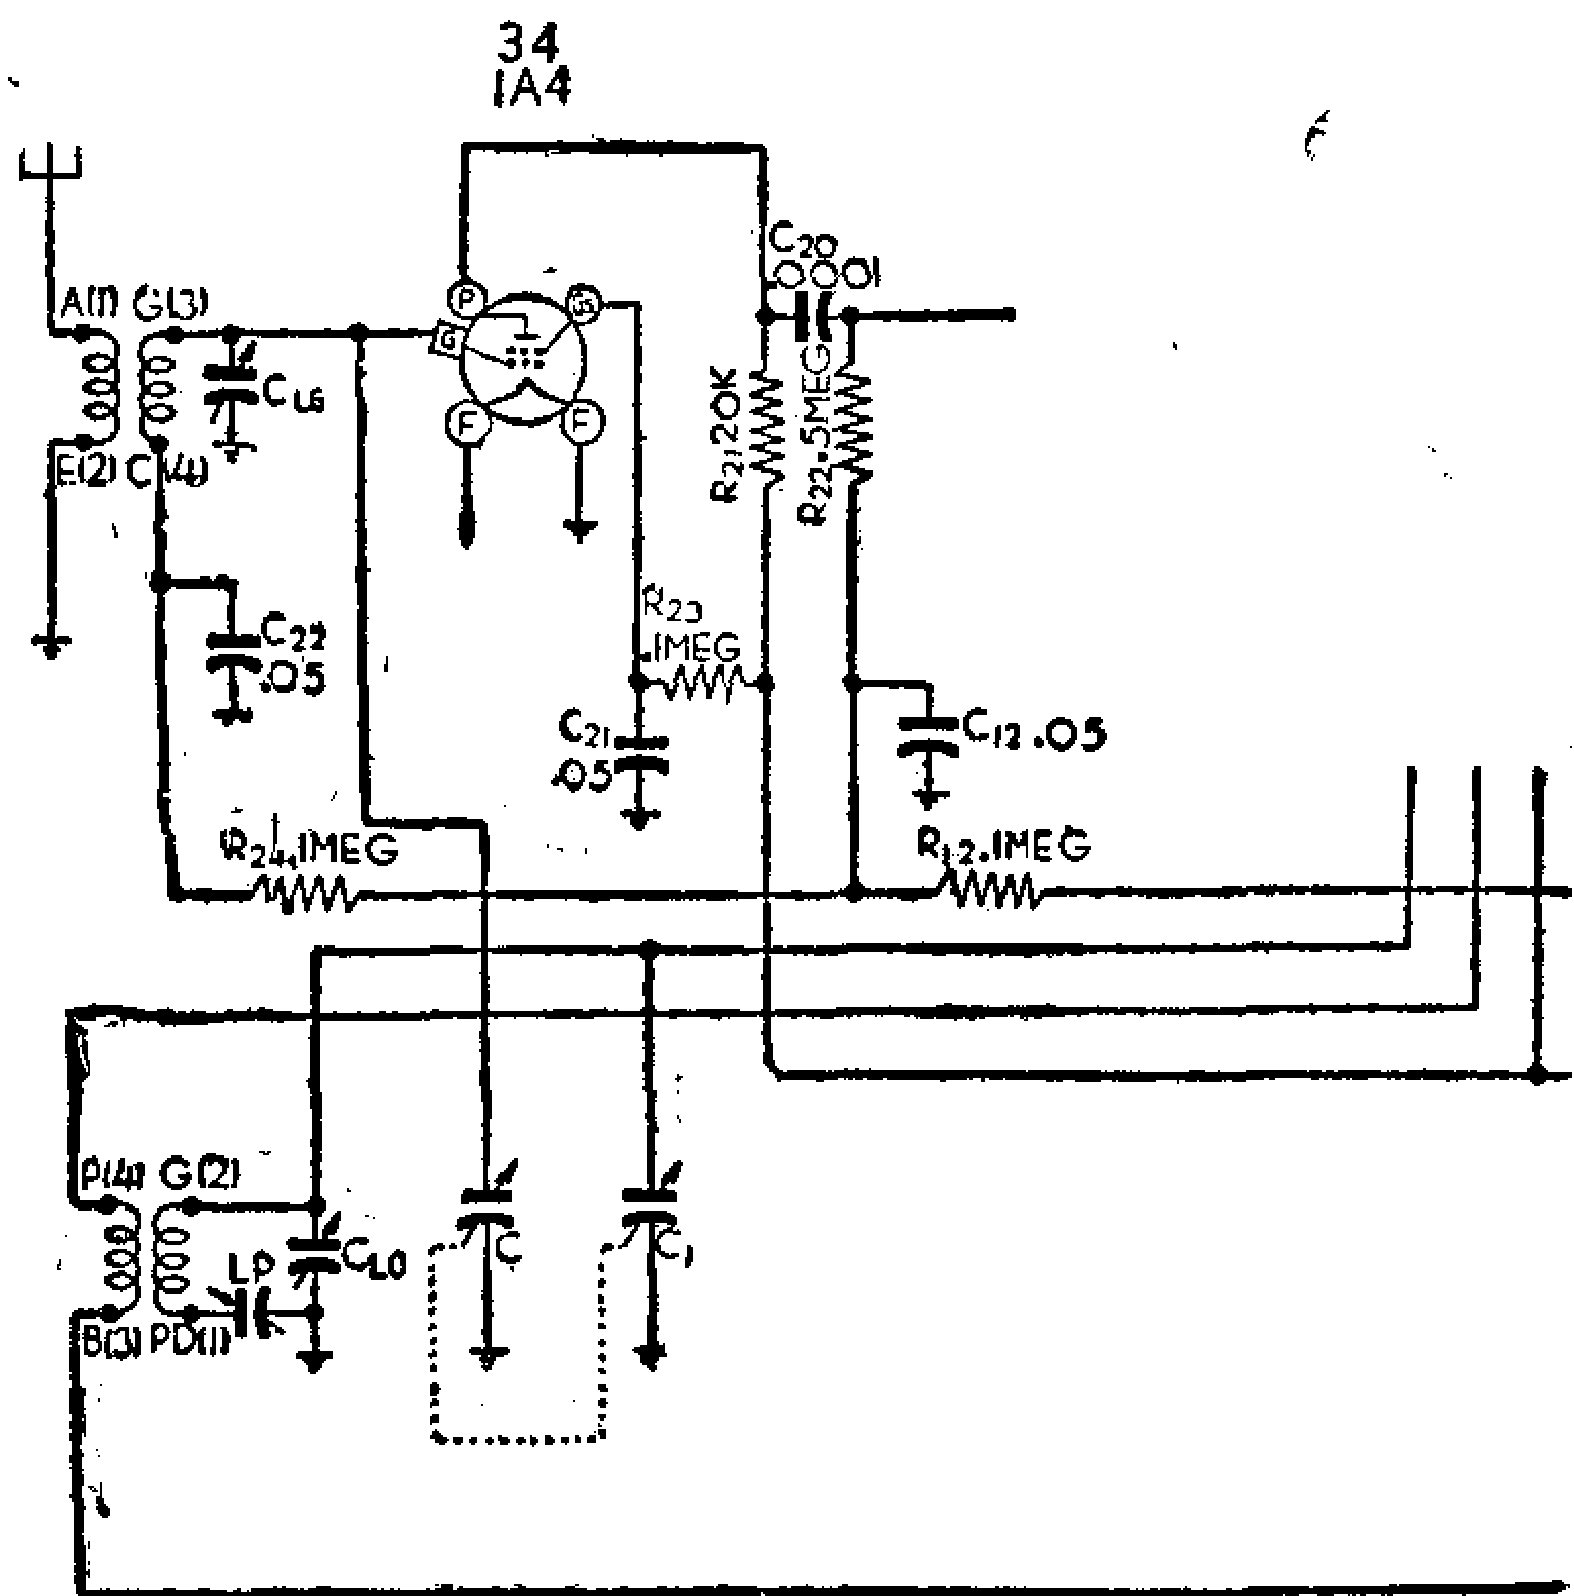 34
1A4
C20
.0001
A(1) G(3)
P
G
F
F
CLG
E(2) C(4)
R21 20K
R22 .5MEG
C22
.05
R23
.1MEG
C21
.05
C12 .05
R24 .1MEG
R12 .1MEG
P(4) G(2)
C
C1
LP
CLO
B(3) PD(1)